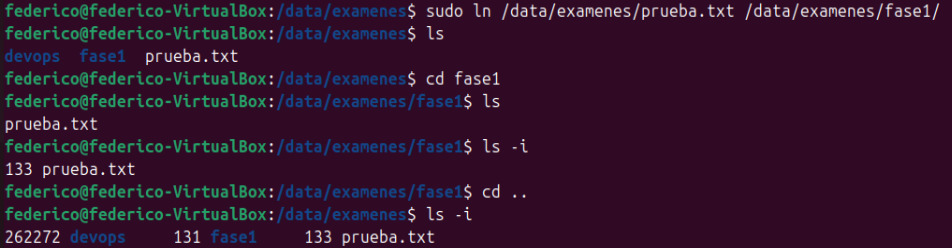 federico@federico-VirtualBox:/data/examenes$ sudo ln /data/examenes/prueba.txt /data/examenes/fase1/
federico@federico-VirtualBox:/data/examenes$ ls
devops  fase1  prueba.txt
federico@federico-VirtualBox:/data/examenes$ cd fase1
federico@federico-VirtualBox:/data/examenes/fase1$ ls
prueba.txt
federico@federico-VirtualBox:/data/examenes/fase1$ ls -i
133 prueba.txt
federico@federico-VirtualBox:/data/examenes/fase1$ cd ..
federico@federico-VirtualBox:/data/examenes$ ls -i
262272 devops     131 fase1     133 prueba.txt